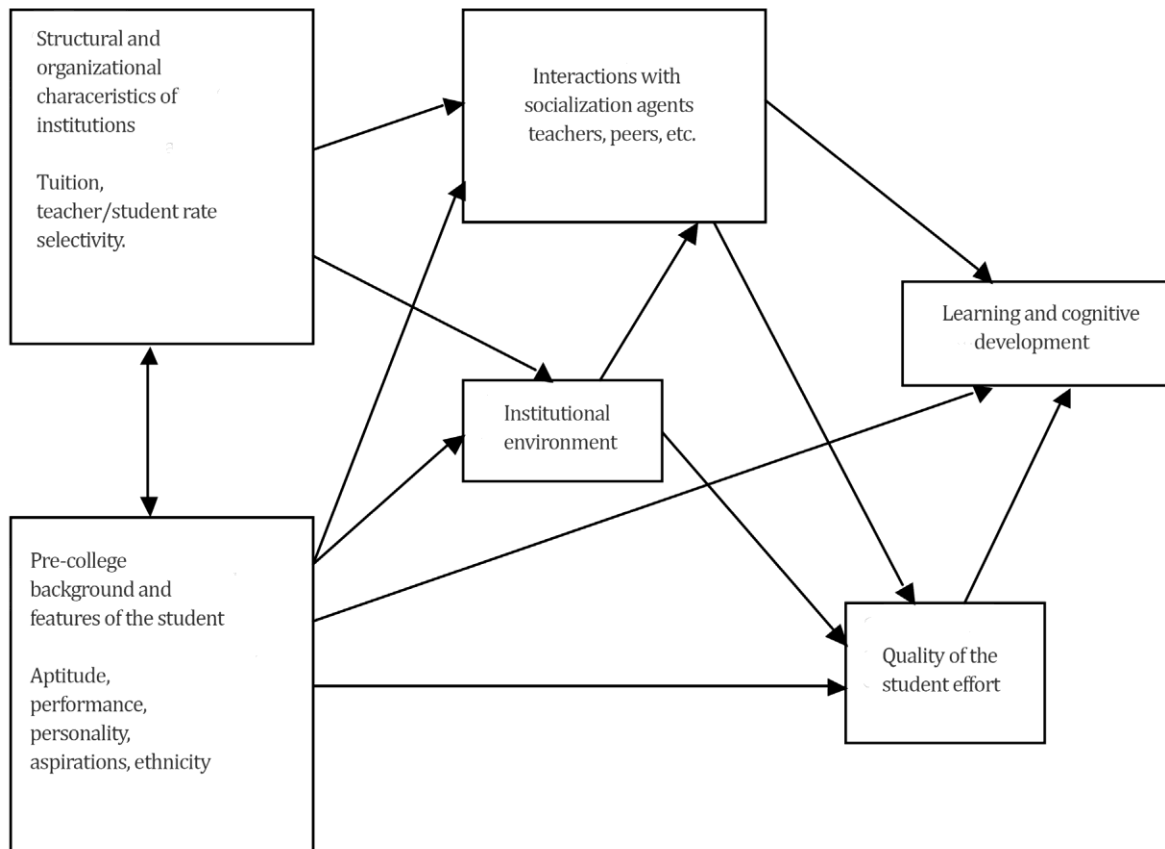 Structural and
organizational
characeristics of
institutions
Tuition,
teacher/student rate
selectivity.
Interactions with
socialization agents
teachers, peers, etc.
Learning and cognitive
development
Institutional
environment
Pre-college
background and
features of the student
Aptitude,
performance,
personality,
aspirations, ethnicity
Quality of the
student effort